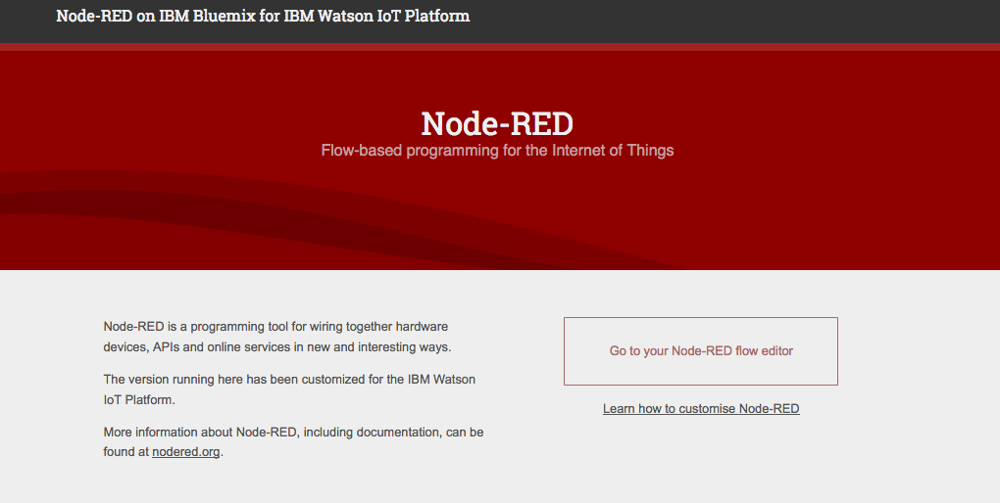 Node-RED on IBM Bluemix for IBM Watson IoT Platform
Node-RED
Flow-based programming for the Internet of Things
Node-RED is a programming tool for wiring together hardware
devices, APIs and online services in new and interesting ways.
The version running here has been customized for the IBM Watson
IoT Platform.
More information about Node-RED, including documentation, can be
found at nodered.org.
Go to your Node-RED flow editor
Learn how to customise Node-RED